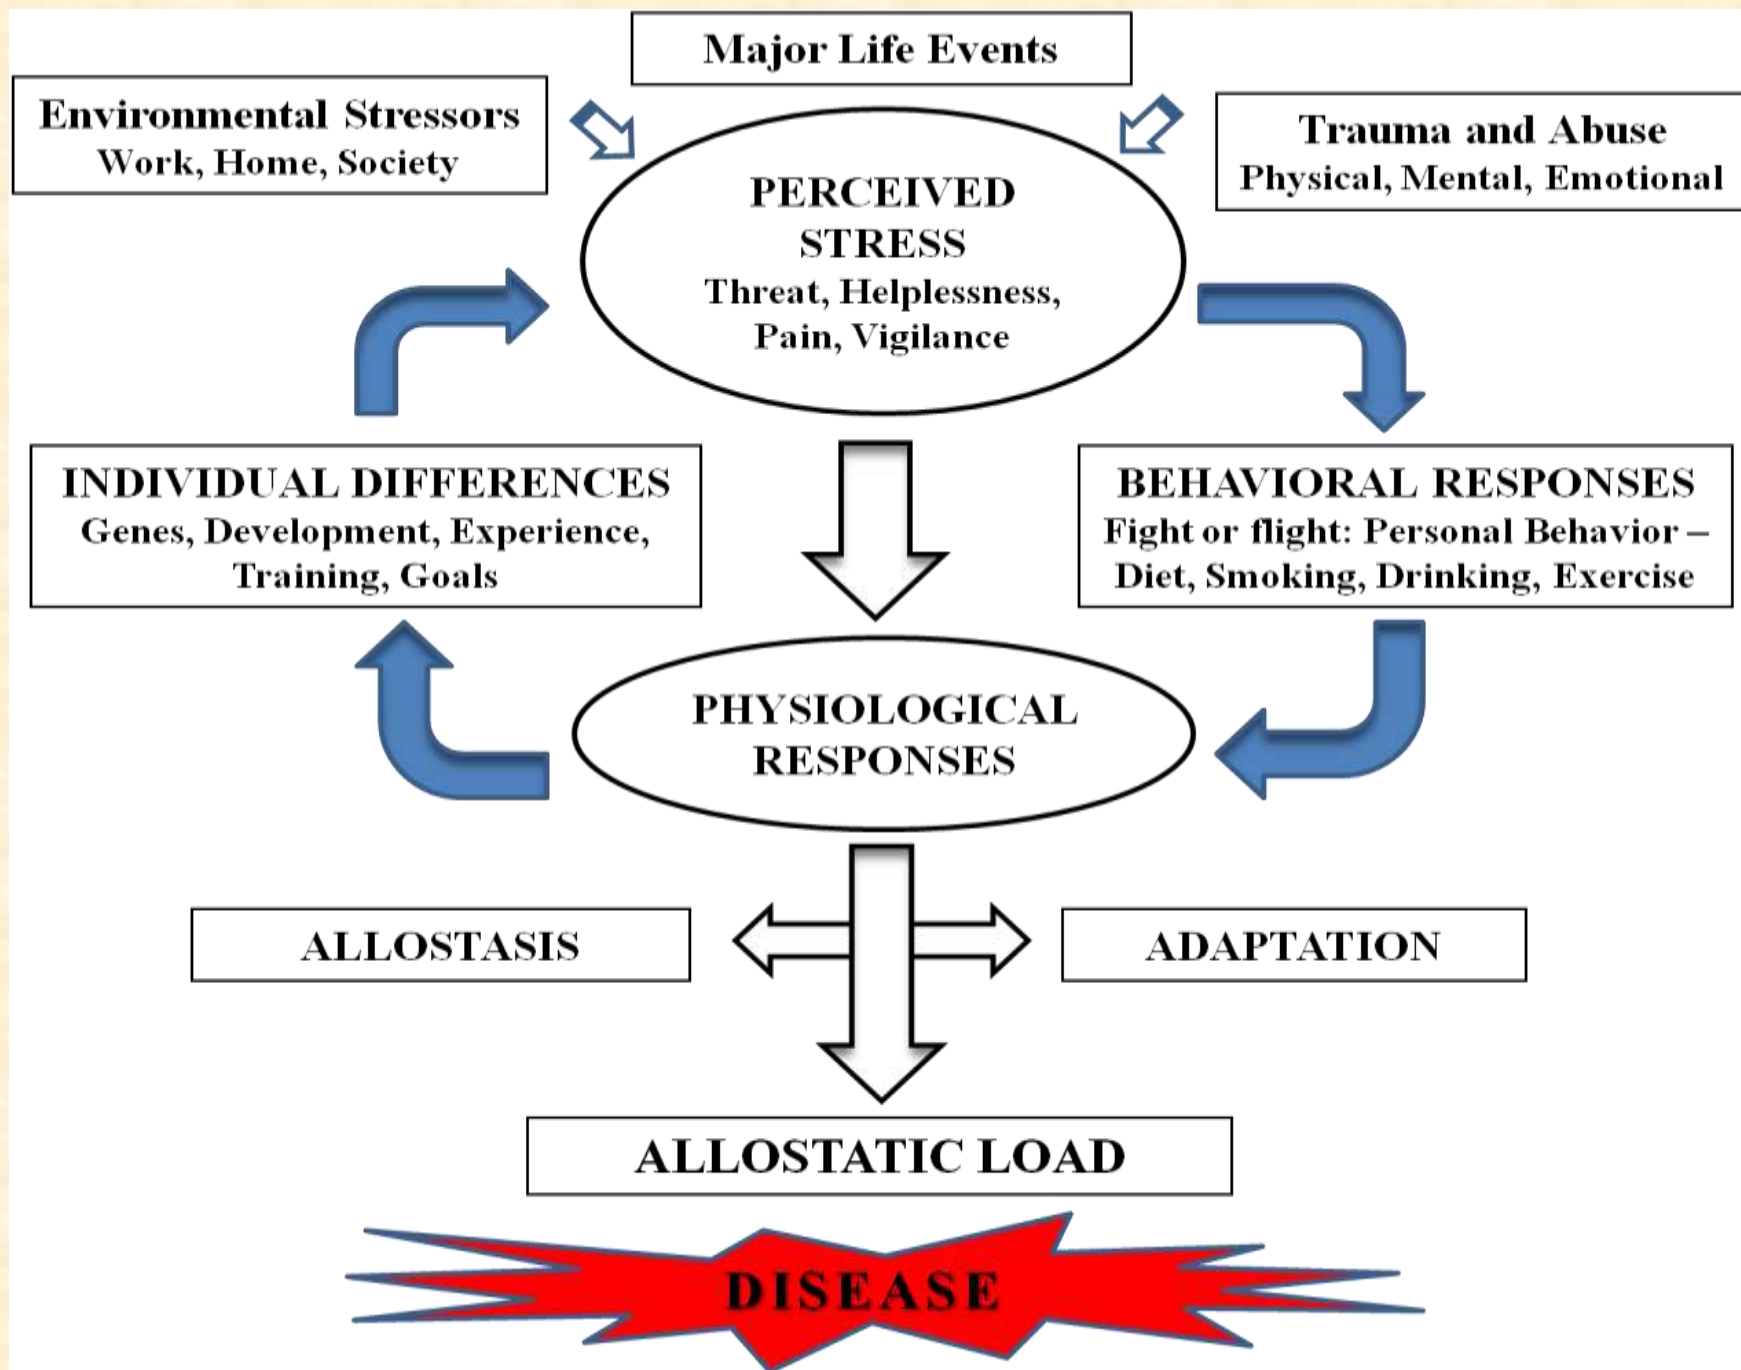 Major Life Events
Environmental Stressors
Work, Home, Society
Trauma and Abuse
Physical, Mental, Emotional
PERCEIVED
STRESS
Threat, Helplessness,
Pain, Vigilance
INDIVIDUAL DIFFERENCES
Genes, Development, Experience,
Training, Goals
BEHAVIORAL RESPONSES
Fight or flight: Personal Behavior –
Diet, Smoking, Drinking, Exercise
PHYSIOLOGICAL
RESPONSES
ALLOSTASIS
ADAPTATION
ALLOSTATIC LOAD
DISEASE